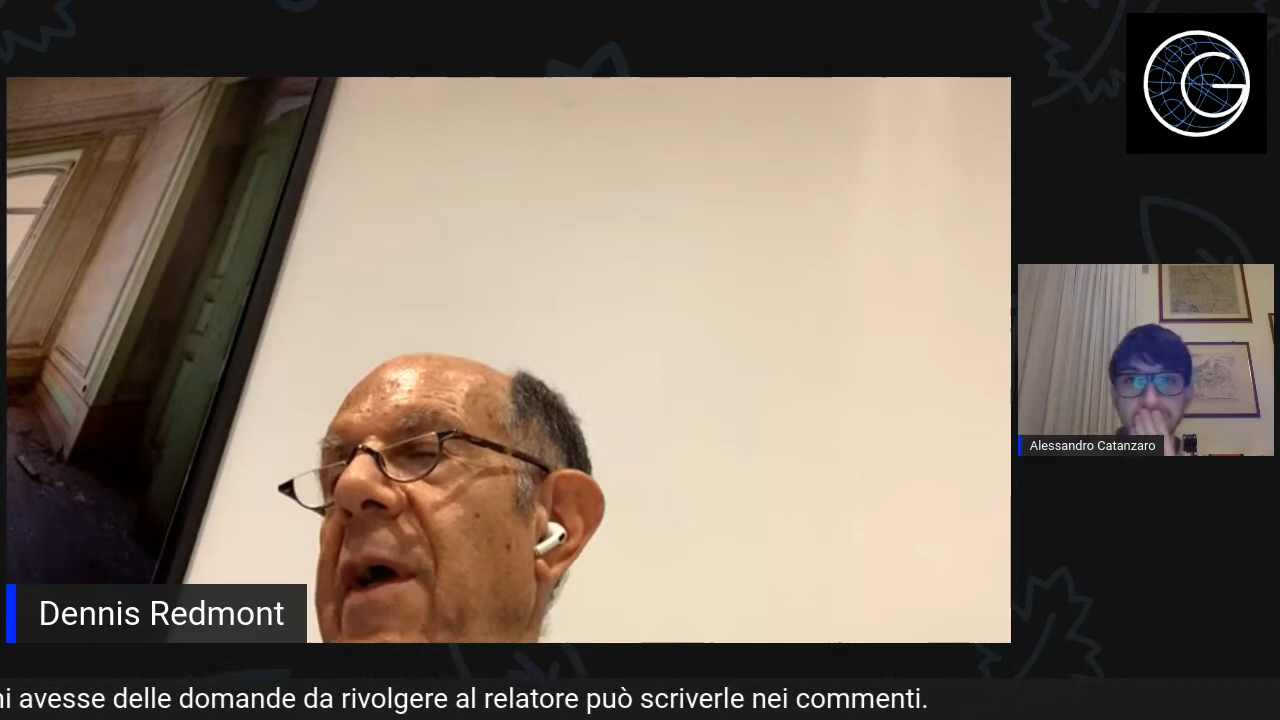 Alessandro Catanzaro
Dennis Redmont
avesse delle domande da rivolgere al relatore può scriverle nei commenti.